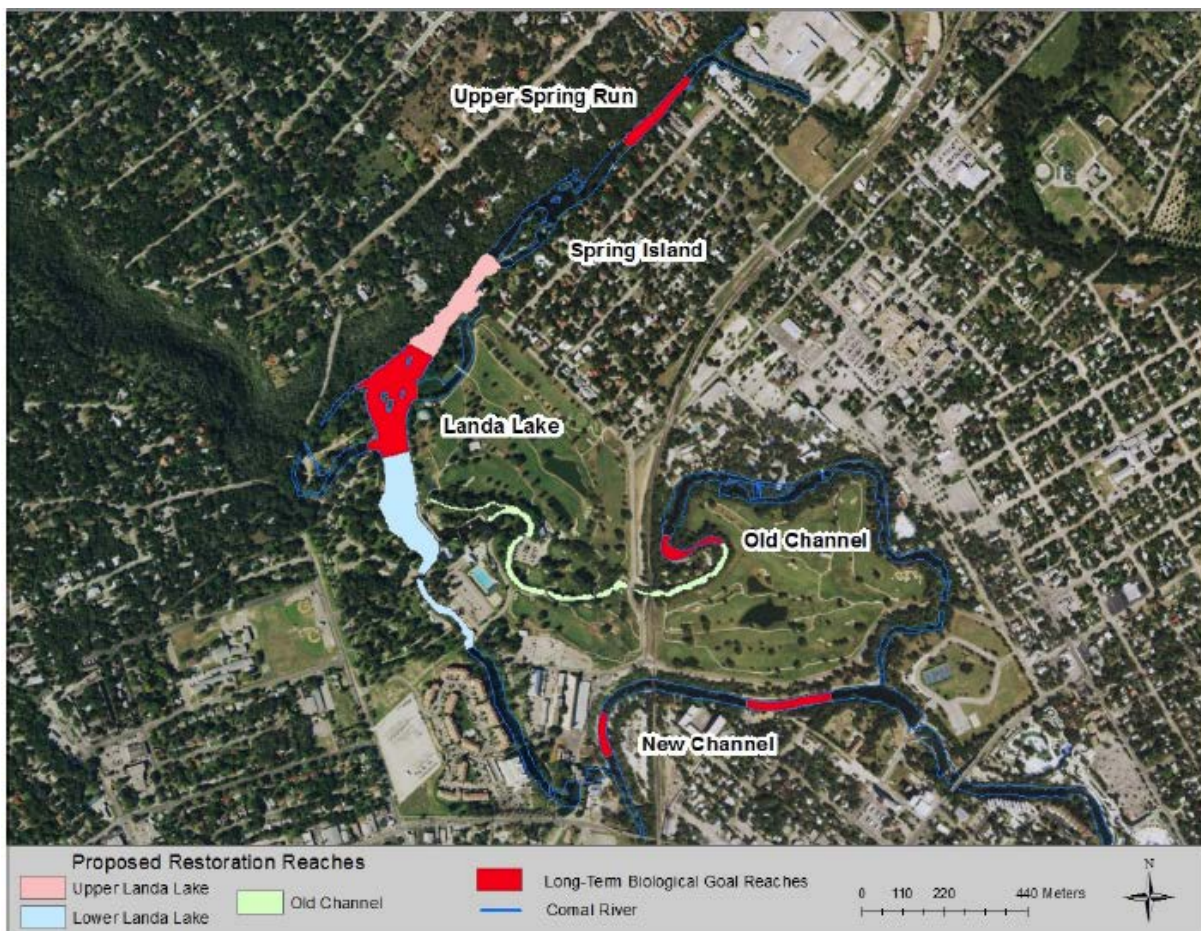 Upper Spring Run
Spring Island
Landa Lake
Old Channel
New Channel
Proposed Restoration Reaches
Upper Landa Lake
Lower Landa Lake
Old Channel
Long-Term Biological Goal Reaches
Comal River
0 110 220 440 Meters
N